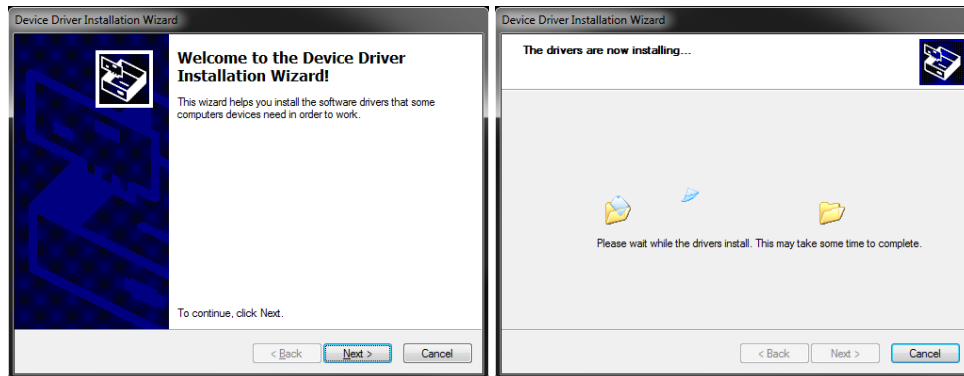 Device Driver Installation Wizard
Welcome to the Device Driver
Installation Wizard!
This wizard helps you install the software drivers that some
computers devices need in order to work.
To continue, click Next.
< Back
Next >
Cancel
Device Driver Installation Wizard
The drivers are now installing...
Please wait while the drivers install. This may take some time to complete.
< Back
Next >
Cancel